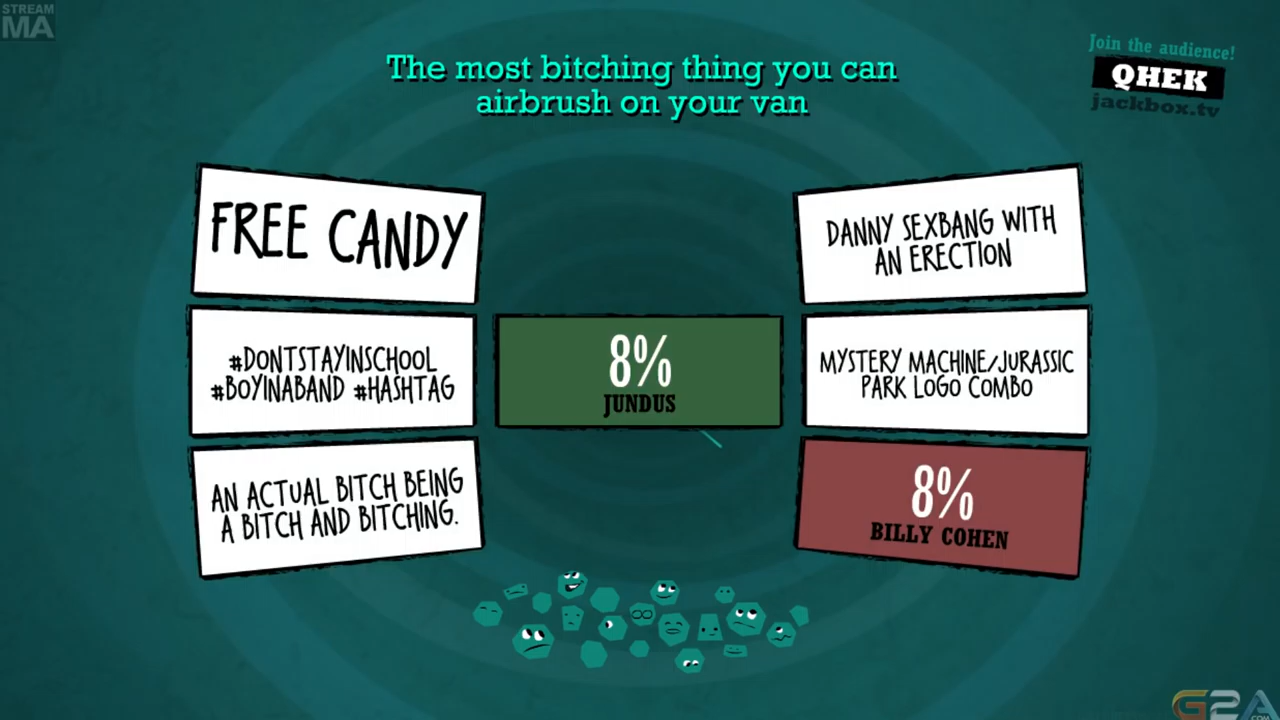 STREAM
MA
The most bitching thing you can
airbrush on your van
Join the audience!
QHEK
jackbox.tv
FREE CANDY
#DONTSTAYINSCHOOL
#BOYINABAND #HASHTAG
AN ACTUAL BITCH BEING
A BITCH AND BITCHING.
8%
JUNDUS
DANNY SEXBANG WITH
AN ERECTION
MYSTERY MACHINE/JURASSIC
PARK LOGO COMBO
8%
BILLY COHEN
G2A
.COM